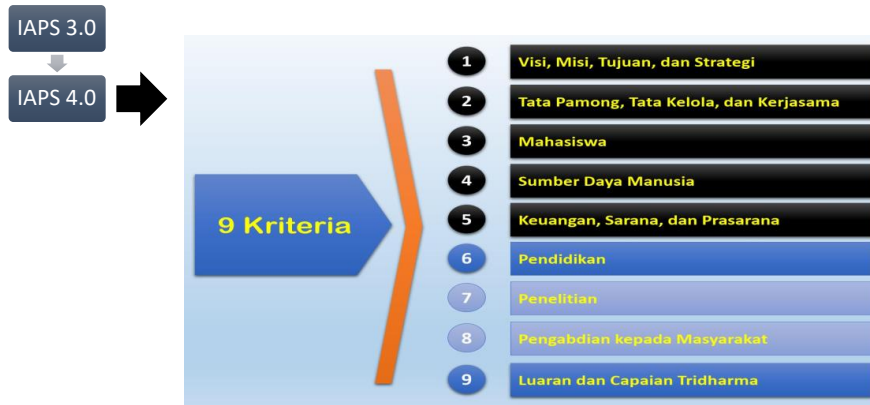 IAPS 3.0
IAPS 4.0
9 Kriteria
1 Visi, Misi, Tujuan, dan Strategi
2 Tata Pamong, Tata Kelola, dan Kerjasama
3 Mahasiswa
4 Sumber Daya Manusia
5 Keuangan, Sarana, dan Prasarana
6 Pendidikan
7 Penelitian
8 Pengabdian kepada Masyarakat
9 Luaran dan Capaian Tridharma